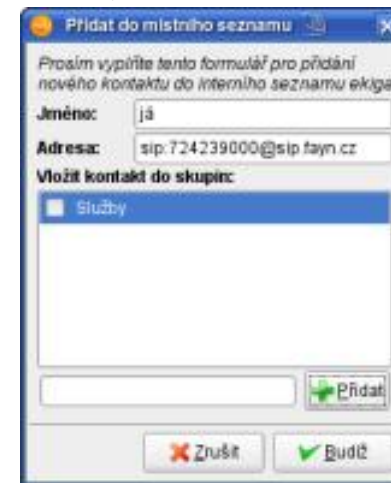 Přidat do místního seznamu
Prosím vyplňte tento formulář pro přidání
nového kontaktu do interního seznamu ekiga
Jméno: já
Adresa: sip:724239000@sip.fayn.cz
Vložit kontakt do skupin:
Služby
Přidat
Zrušit
Budiž